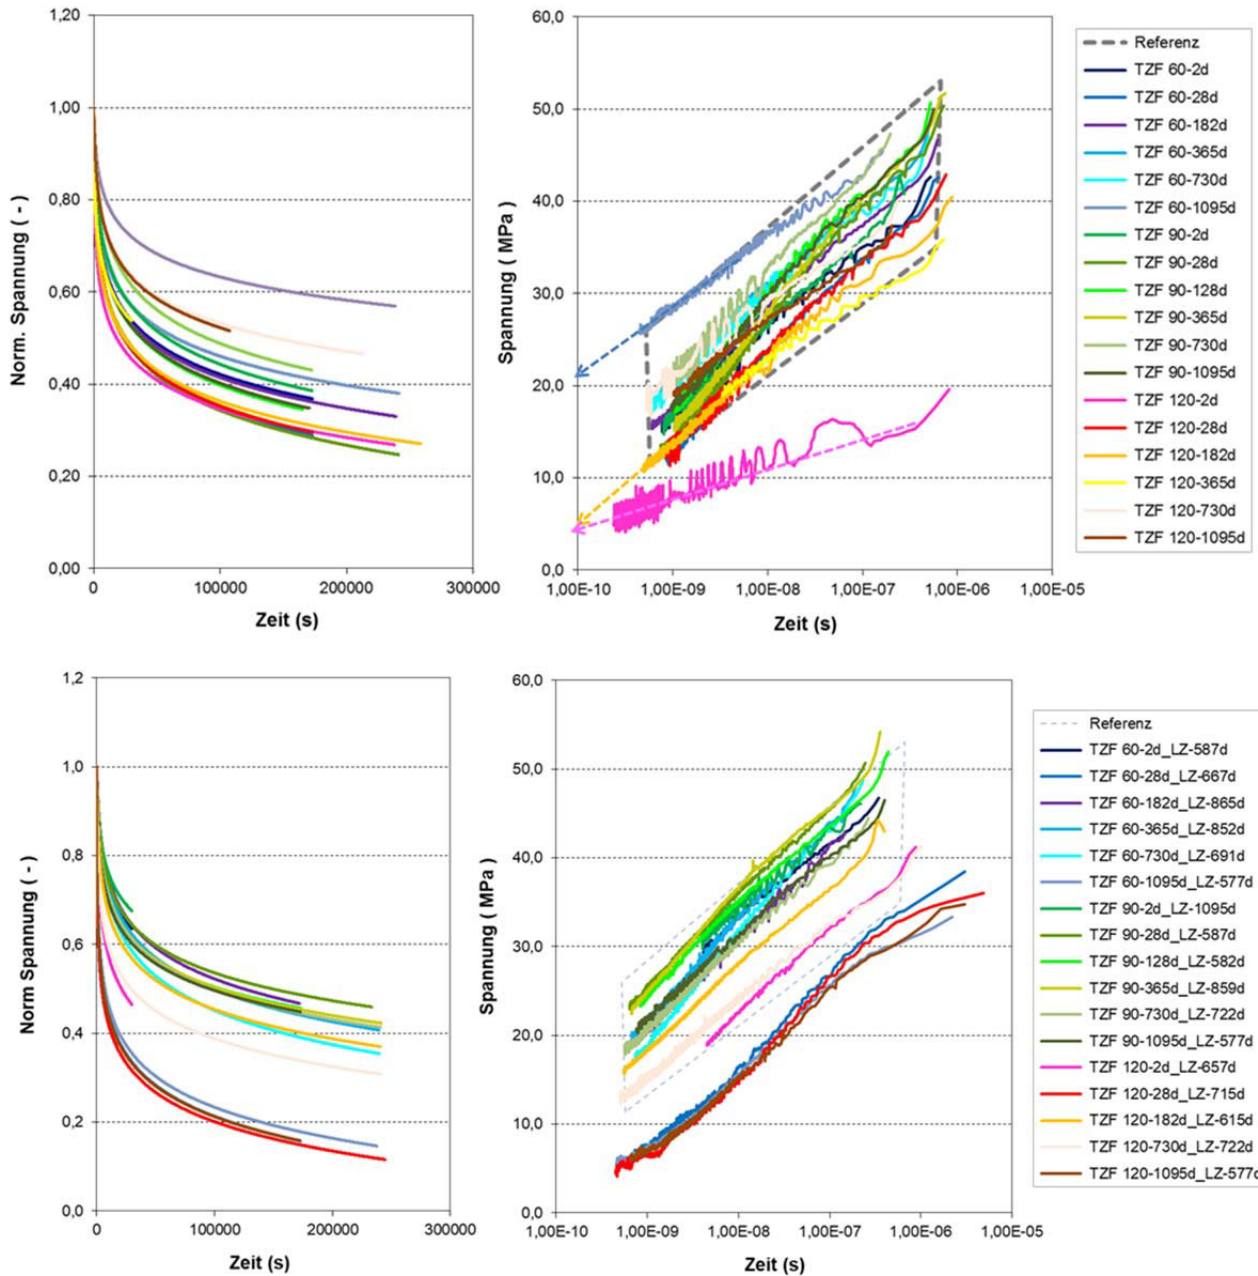 1,20
1,00
0,80
0,60
0,40
0,20
0,00
Norm. Spannung ( - )
0
100000
200000
300000
Zeit (s)
60,0
50,0
40,0
30,0
20,0
10,0
0,0
Spannung ( MPa)
1,00E-10
1,00E-09
1,00E-08
1,00E-07
1,00E-06
1,00E-05
Zeit (s)
Referenz
TZF 60-2d
TZF 60-28d
TZF 60-182d
TZF 60-365d
TZF 60-730d
TZF 60-1095d
TZF 90-2d
TZF 90-28d
TZF 90-128d
TZF 90-365d
TZF 90-730d
TZF 90-1095d
TZF 120-2d
TZF 120-28d
TZF 120-182d
TZF 120-365d
TZF 120-730d
TZF 120-1095d
1,2
1,0
0,8
0,6
0,4
0,2
0,0
Norm Spannung ( - )
0
100000
200000
300000
Zeit (s)
60,0
50,0
40,0
30,0
20,0
10,0
0,0
Spannung ( MPa)
1,00E-10
1,00E-09
1,00E-08
1,00E-07
1,00E-06
1,00E-05
Zeit (s)
Referenz
TZF 60-2d_LZ-587d
TZF 60-28d_LZ-667d
TZF 60-182d_LZ-865d
TZF 60-365d_LZ-852d
TZF 60-730d_LZ-691d
TZF 60-1095d_LZ-577d
TZF 90-2d_LZ-1095d
TZF 90-28d_LZ-587d
TZF 90-128d_LZ-582d
TZF 90-365d_LZ-859d
TZF 90-730d_LZ-722d
TZF 90-1095d_LZ-577d
TZF 120-2d_LZ-657d
TZF 120-28d_LZ-715d
TZF 120-182d_LZ-615d
TZF 120-730d_LZ-722d
TZF 120-1095d_LZ-577d